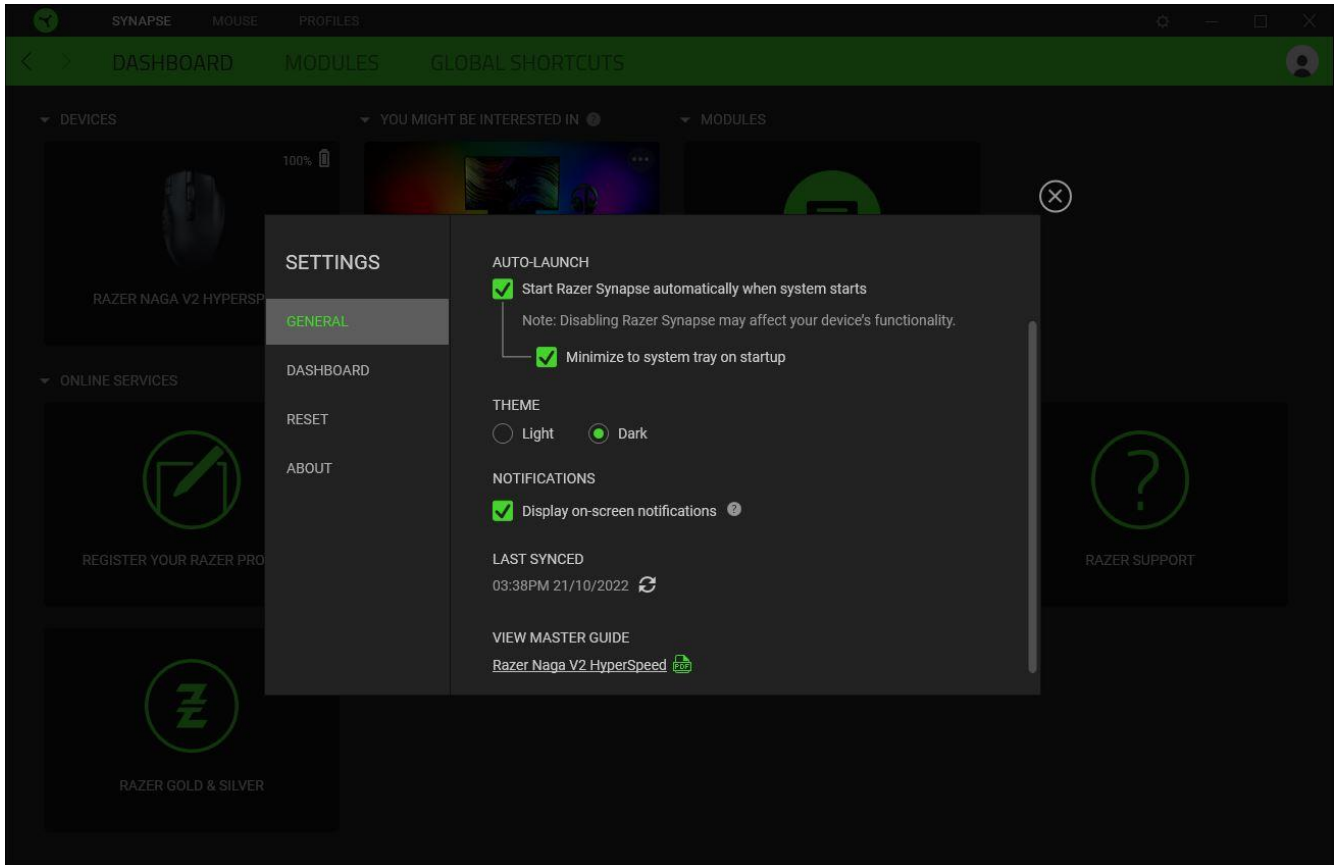 SYNAPSE MOUSE PROFILES
DASHBOARD MODULES GLOBAL SHORTCUTS
DEVICES
YOU MIGHT BE INTERESTED IN ?
MODULES
100%
RAZER NAGA V2 HYPERSP
ONLINE SERVICES
REGISTER YOUR RAZER PRO
RAZER SUPPORT
RAZER GOLD & SILVER
SETTINGS
GENERAL
DASHBOARD
RESET
ABOUT
AUTO-LAUNCH
Start Razer Synapse automatically when system starts
Note: Disabling Razer Synapse may affect your device's functionality.
Minimize to system tray on startup
THEME
Light Dark
NOTIFICATIONS
Display on-screen notifications ?
LAST SYNCED
03:38PM 21/10/2022
VIEW MASTER GUIDE
Razer Naga V2 HyperSpeed PDF